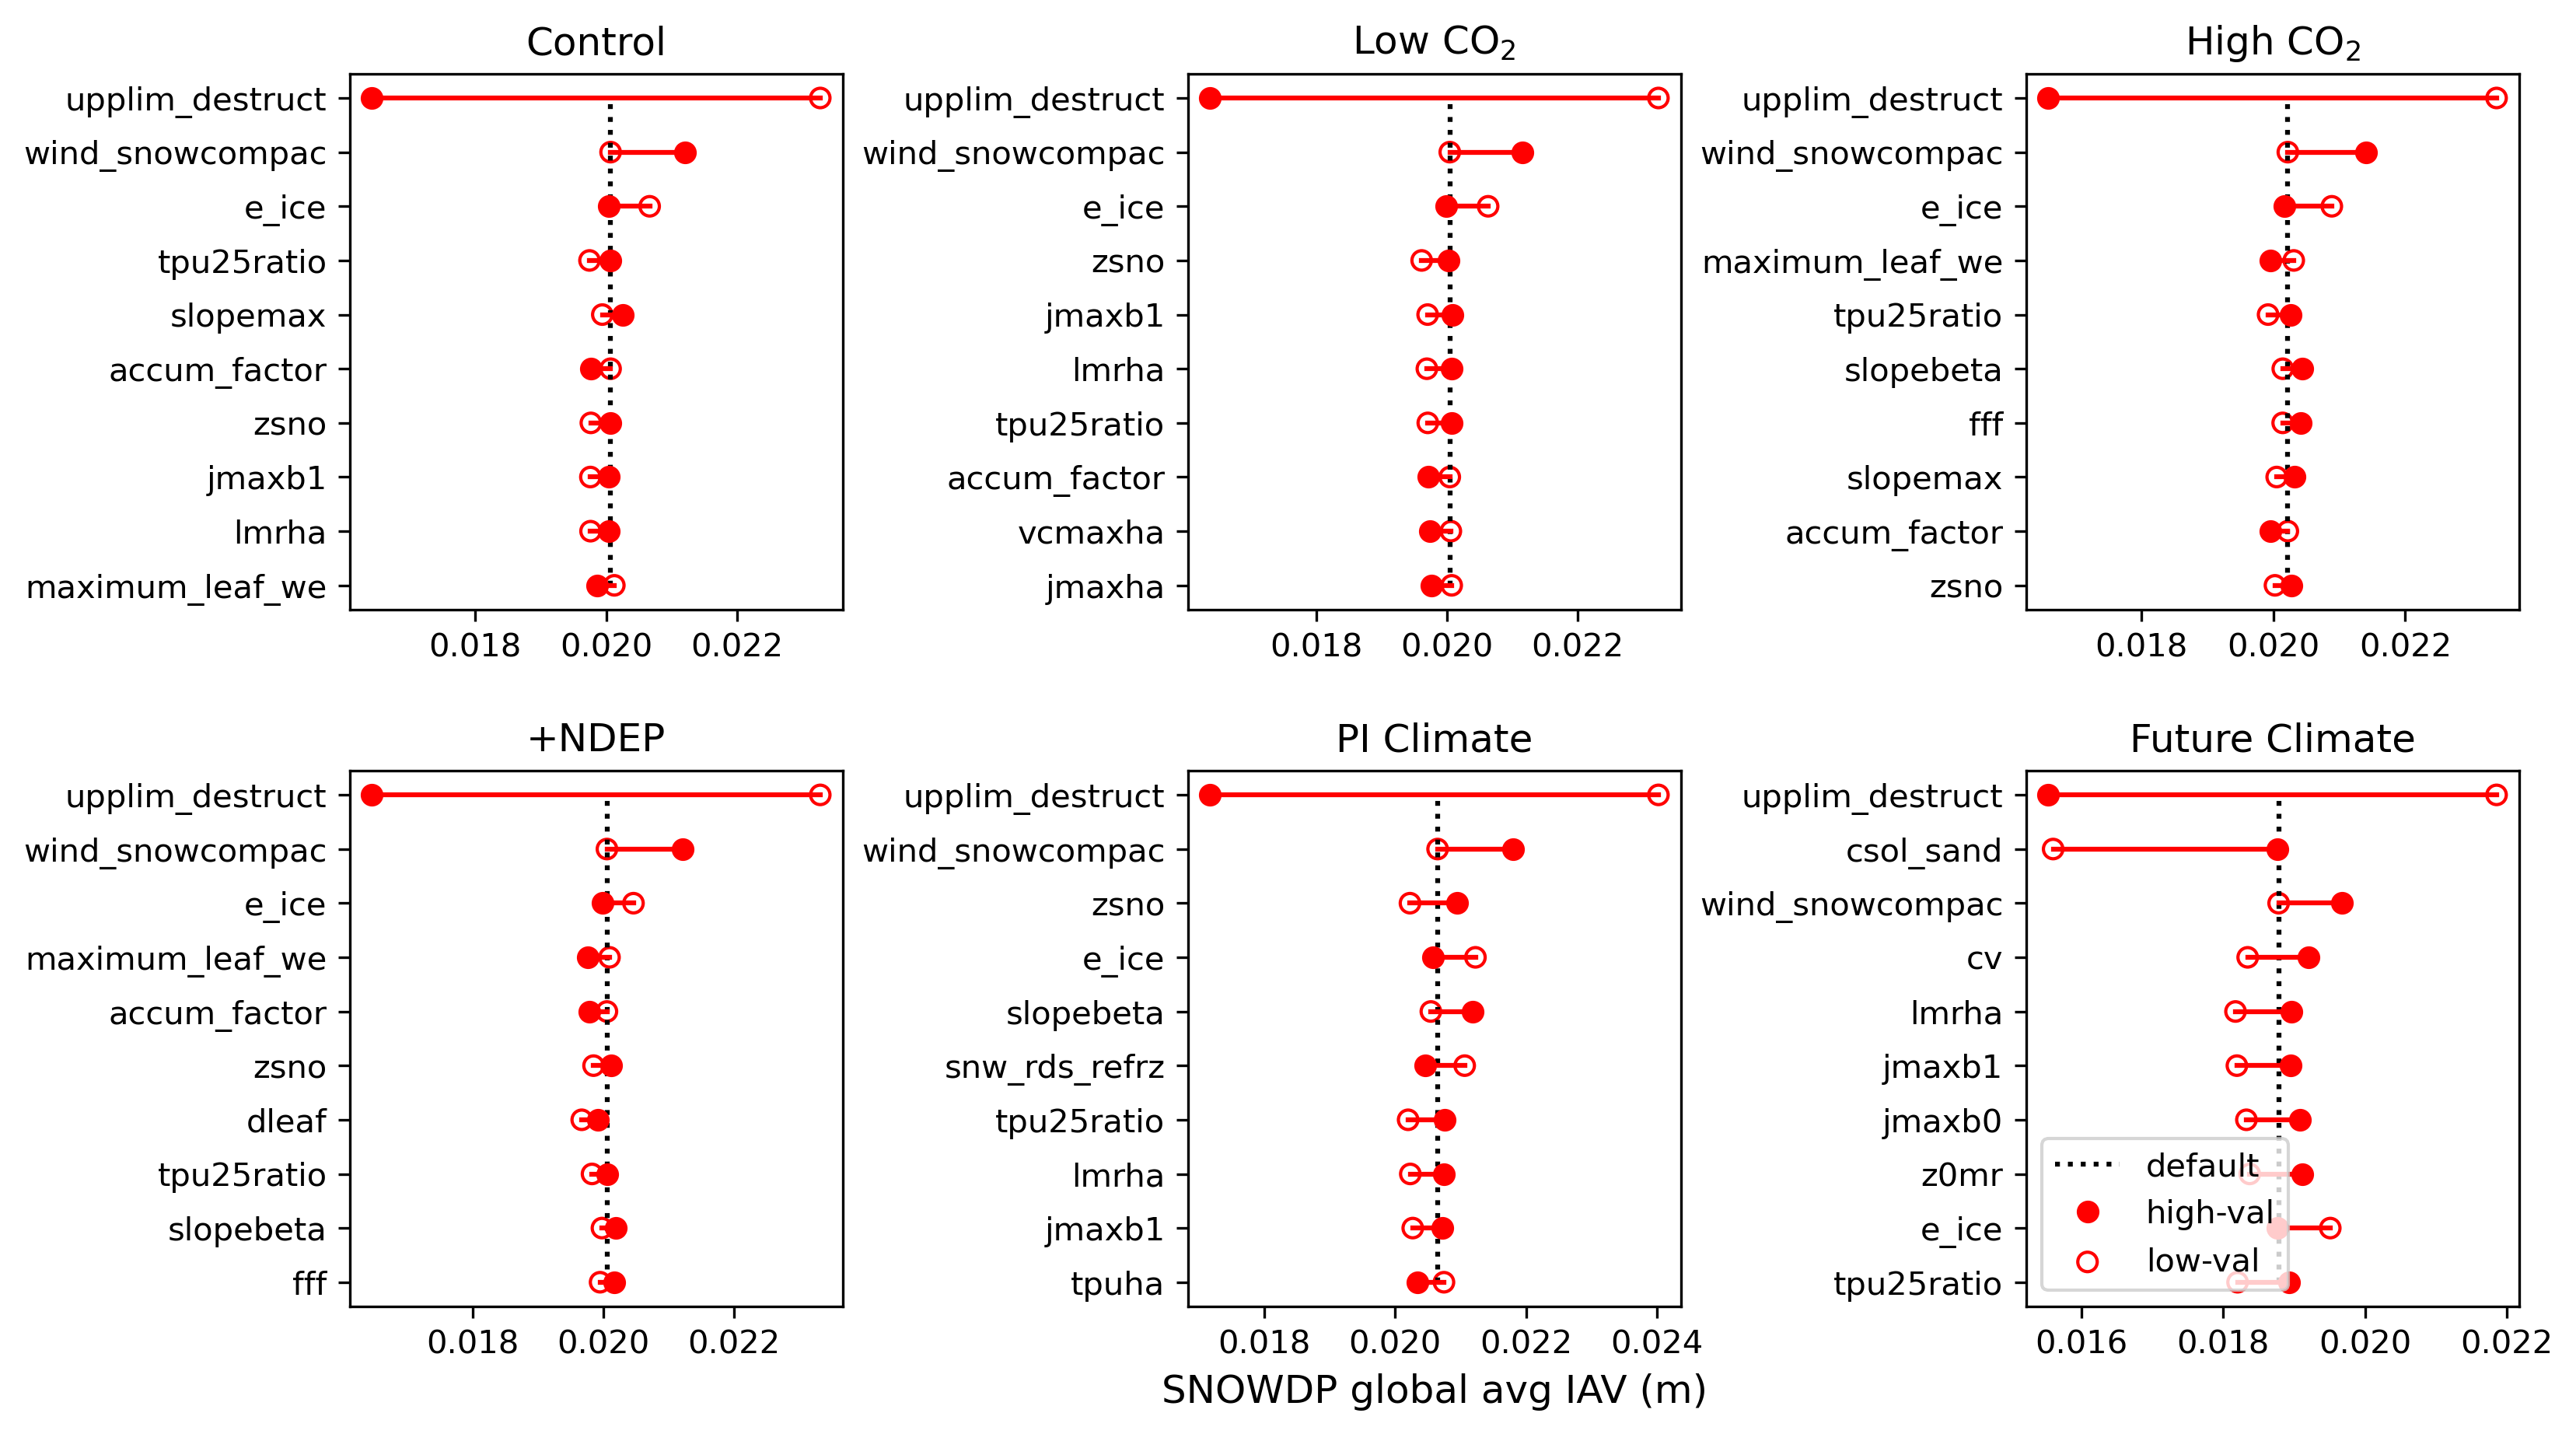 Control
upplim_destruct
wind_snowcompac
e_ice
tpu25ratio
slopemax
accum_factor
zsno
jmaxb1
lmrha
maximum_leaf_we
0.018 0.020 0.022
Low CO₂
upplim_destruct
wind_snowcompac
e_ice
zsno
jmaxb1
lmrha
tpu25ratio
accum_factor
vcmaxha
jmaxha
0.018 0.020 0.022
High CO₂
upplim_destruct
wind_snowcompac
e_ice
maximum_leaf_we
tpu25ratio
slopebeta
fff
slopemax
accum_factor
zsno
0.018 0.020 0.022
+NDEP
upplim_destruct
wind_snowcompac
e_ice
maximum_leaf_we
accum_factor
zsno
dleaf
tpu25ratio
slopebeta
fff
0.018 0.020 0.022
PI Climate
upplim_destruct
wind_snowcompac
zsno
e_ice
slopebeta
snw_rds_refrz
tpu25ratio
lmrha
jmaxb1
tpuha
0.018 0.020 0.022 0.024
SNOWDP global avg IAV (m)
Future Climate
upplim_destruct
csol_sand
wind_snowcompac
cv
lmrha
jmaxb1
jmaxb0
z0mr
e_ice
tpu25ratio
default
high-val
low-val
0.016 0.018 0.020 0.022